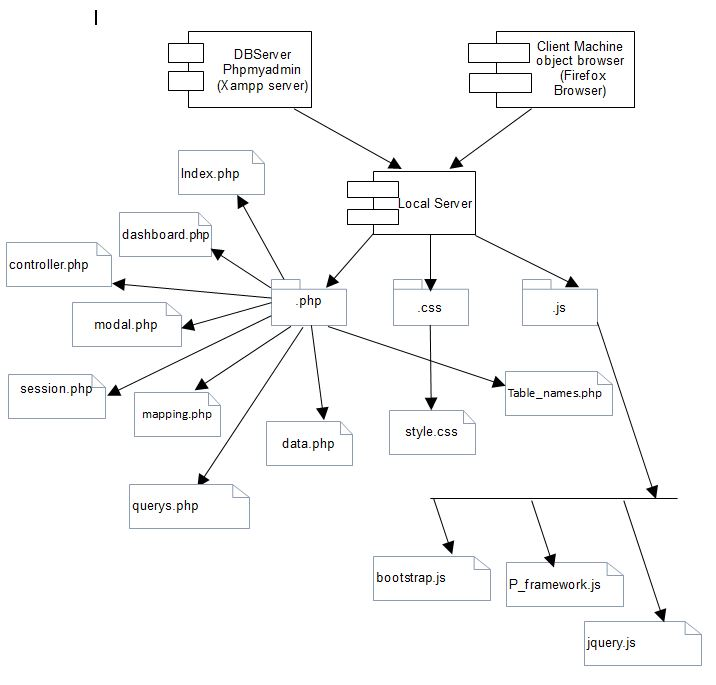 DBServer
Phpmyadmin
(Xampp server)
Client Machine
object browser
(Firefox
Browser)
Index.php
Local Server
dashboard.php
controller.php
.php
.css
.js
modal.php
session.php
mapping.php
Table_names.php
data.php
style.css
querys.php
bootstrap.js
P_framework.js
jquery.js